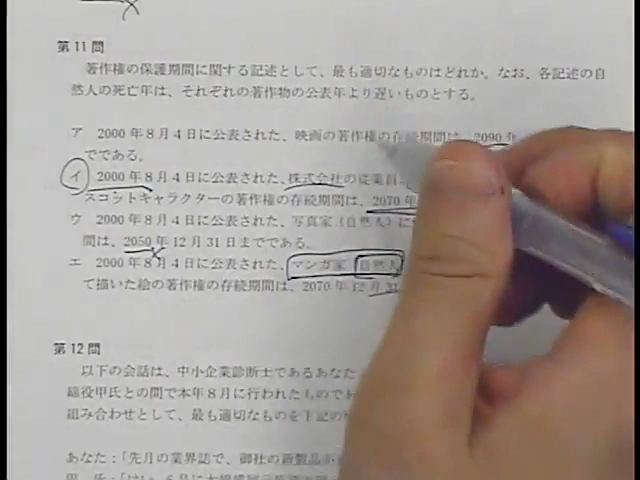 第11問
著作権の保護期間に関する記述として、最も適切なものはどれか。なお、各記述の自
然人の死亡年は、それぞれの著作物の公表年より遅いものとする。
ア 2000年8月4日に公表された、映画の著作権の存続期間は、2090年
でである。
イ 2000年8月4日に公表された、株式会社の従業員
スコットキャラクターの著作権の存続期間は、2070年
ウ 2000年8月4日に公表された、写真家(自然人)に
間は、2050年12月31日までである。
エ 2000年8月4日に公表された、マンガ家 自然人
て描いた絵の著作権の存続期間は、2070年12月31
第12問
以下の会話は、中小企業診断士であるあなた
締役甲氏との間で本年8月に行われたものであ
組み合わせとして、最も適切なものを下記の
あなた:「先月の業界誌で、御社の新製品が